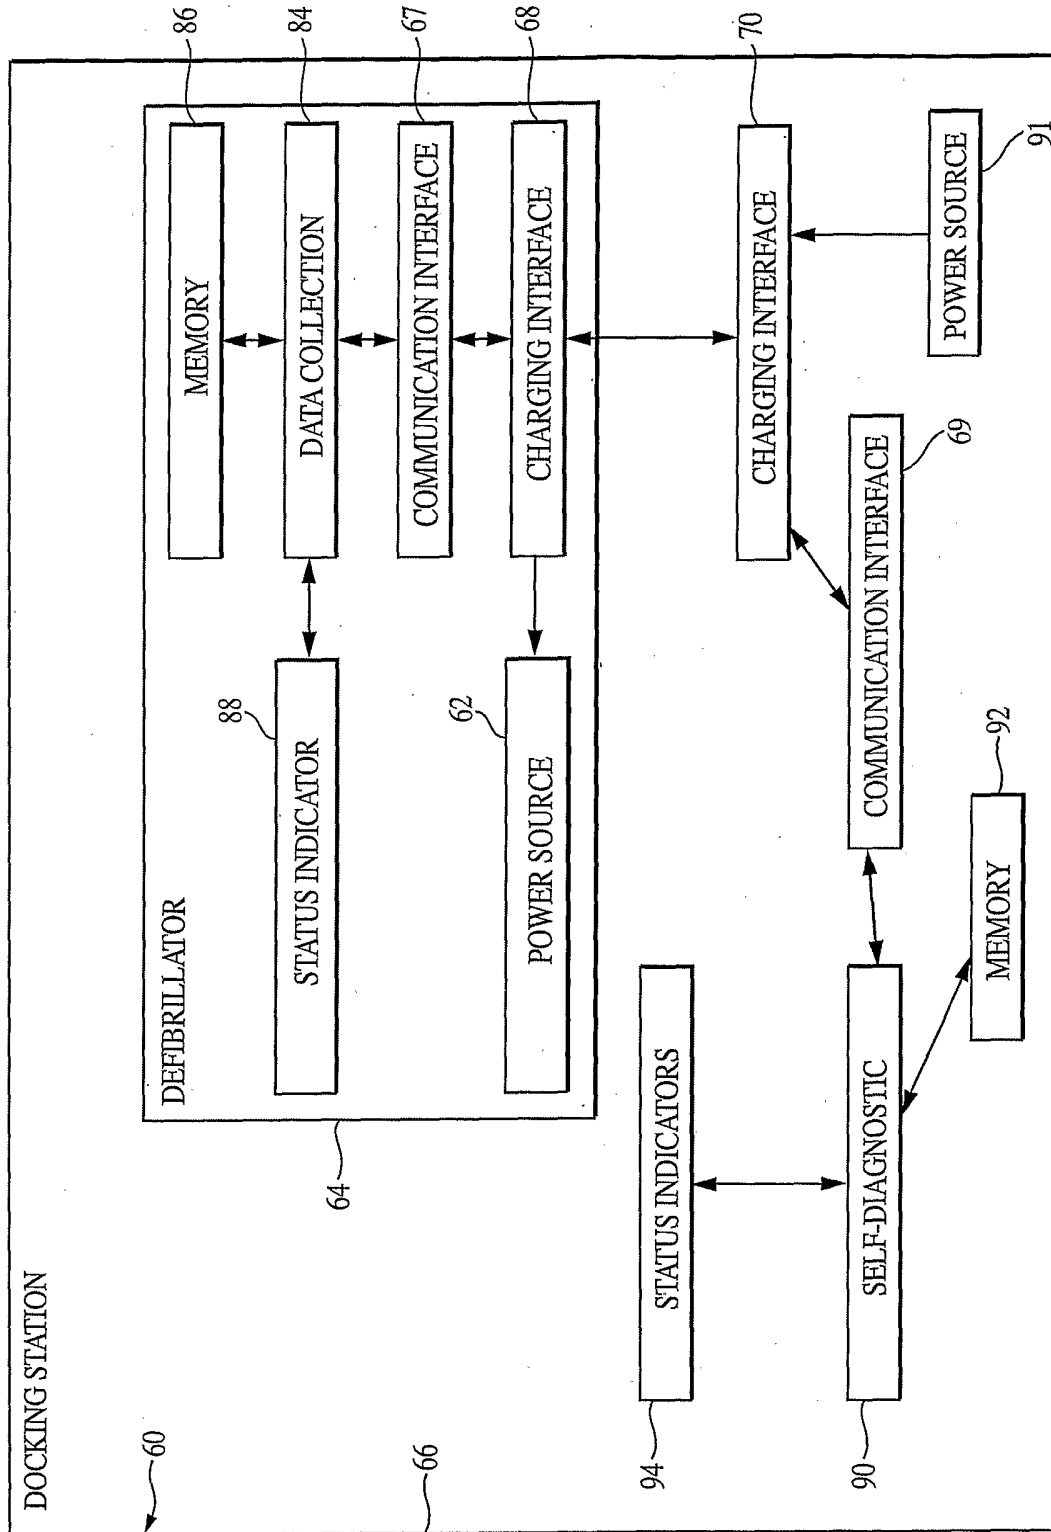 DOCKING STATION
60
66
DEFIBRILLATOR
64
STATUS INDICATOR
88
POWER SOURCE
62
MEMORY
86
DATA COLLECTION
84
COMMUNICATION INTERFACE
67
CHARGING INTERFACE
68
CHARGING INTERFACE
70
POWER SOURCE
91
COMMUNICATION INTERFACE
69
STATUS INDICATORS
94
SELF-DIAGNOSTIC
90
MEMORY
92